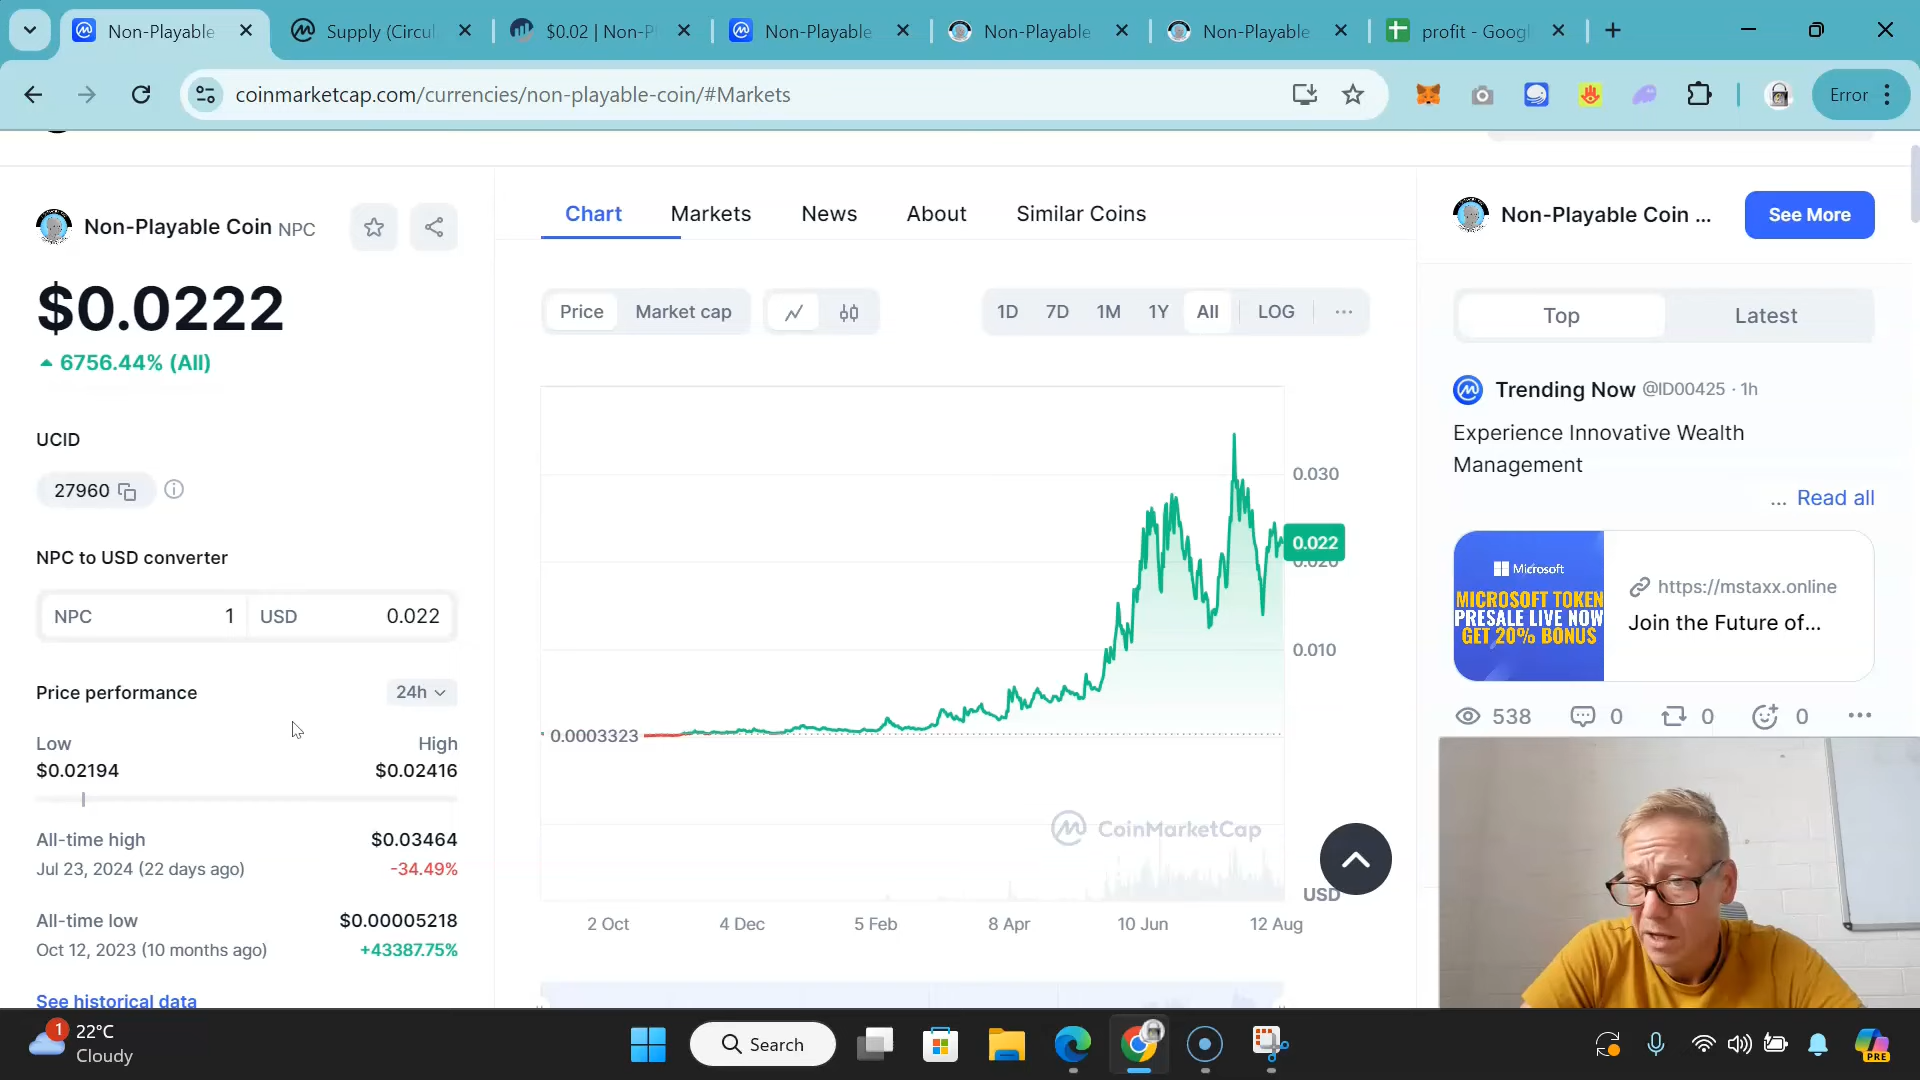 Non-Playable
Supply (Circul
$0.02 | Non-P
Non-Playable
Non-Playable
Non-Playable
profit - Googl
coinmarketcap.com/currencies/non-playable-coin/#Markets
Error
Non-Playable Coin NPC
$0.0222
6756.44% (All)
UCID
27960
NPC to USD converter
NPC 1 USD 0.022
Price performance
24h
Low High
$0.02194 $0.02416
All-time high $0.03464
Jul 23, 2024 (22 days ago) -34.49%
All-time low $0.00005218
Oct 12, 2023 (10 months ago) +43387.75%
See historical data
Chart Markets News About Similar Coins
Price Market cap
1D 7D 1M 1Y All LOG
0.030
0.022
0.020
0.010
0.0003323
CoinMarketCap
USD
2 Oct 4 Dec 5 Feb 8 Apr 10 Jun 12 Aug
Non-Playable Coin ...
See More
Top Latest
Trending Now @ID00425 · 1h
Experience Innovative Wealth
Management
... Read all
Microsoft
MICROSOFT TOKEN
PRESALE LIVE NOW
GET 20% BONUS
https://mstaxx.online
Join the Future of...
538 0 0 0
1
22°C
Cloudy
Search
PRE